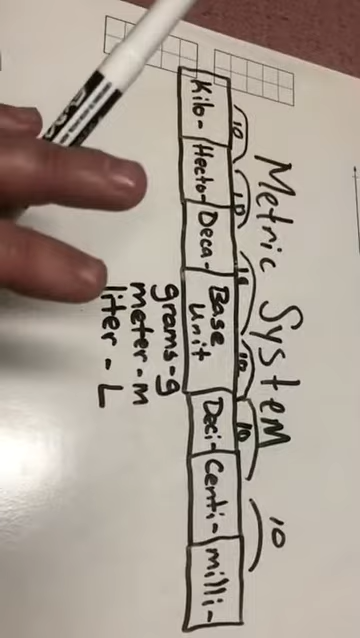 Metric System
10 10 10 10 10 10
Kilo- Hecto- Deca- Base Unit Deci- Centi- milli-
grams-g
meter-m
liter-L